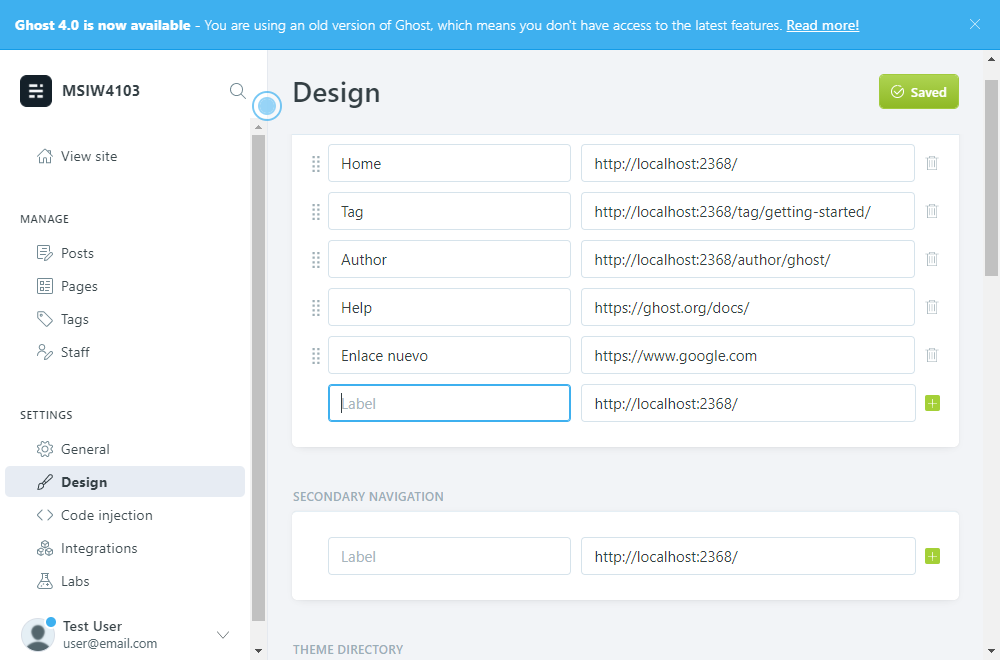 Ghost 4.0 is now available - You are using an old version of Ghost, which means you don't have access to the latest features. Read more!
MSIW4103
View site
MANAGE
Posts
Pages
Tags
Staff
SETTINGS
General
Design
Code injection
Integrations
Labs
Test User
user@email.com
Design
Saved
Home http://localhost:2368/
Tag http://localhost:2368/tag/getting-started/
Author http://localhost:2368/author/ghost/
Help https://ghost.org/docs/
Enlace nuevo https://www.google.com
Label http://localhost:2368/
SECONDARY NAVIGATION
Label http://localhost:2368/
THEME DIRECTORY